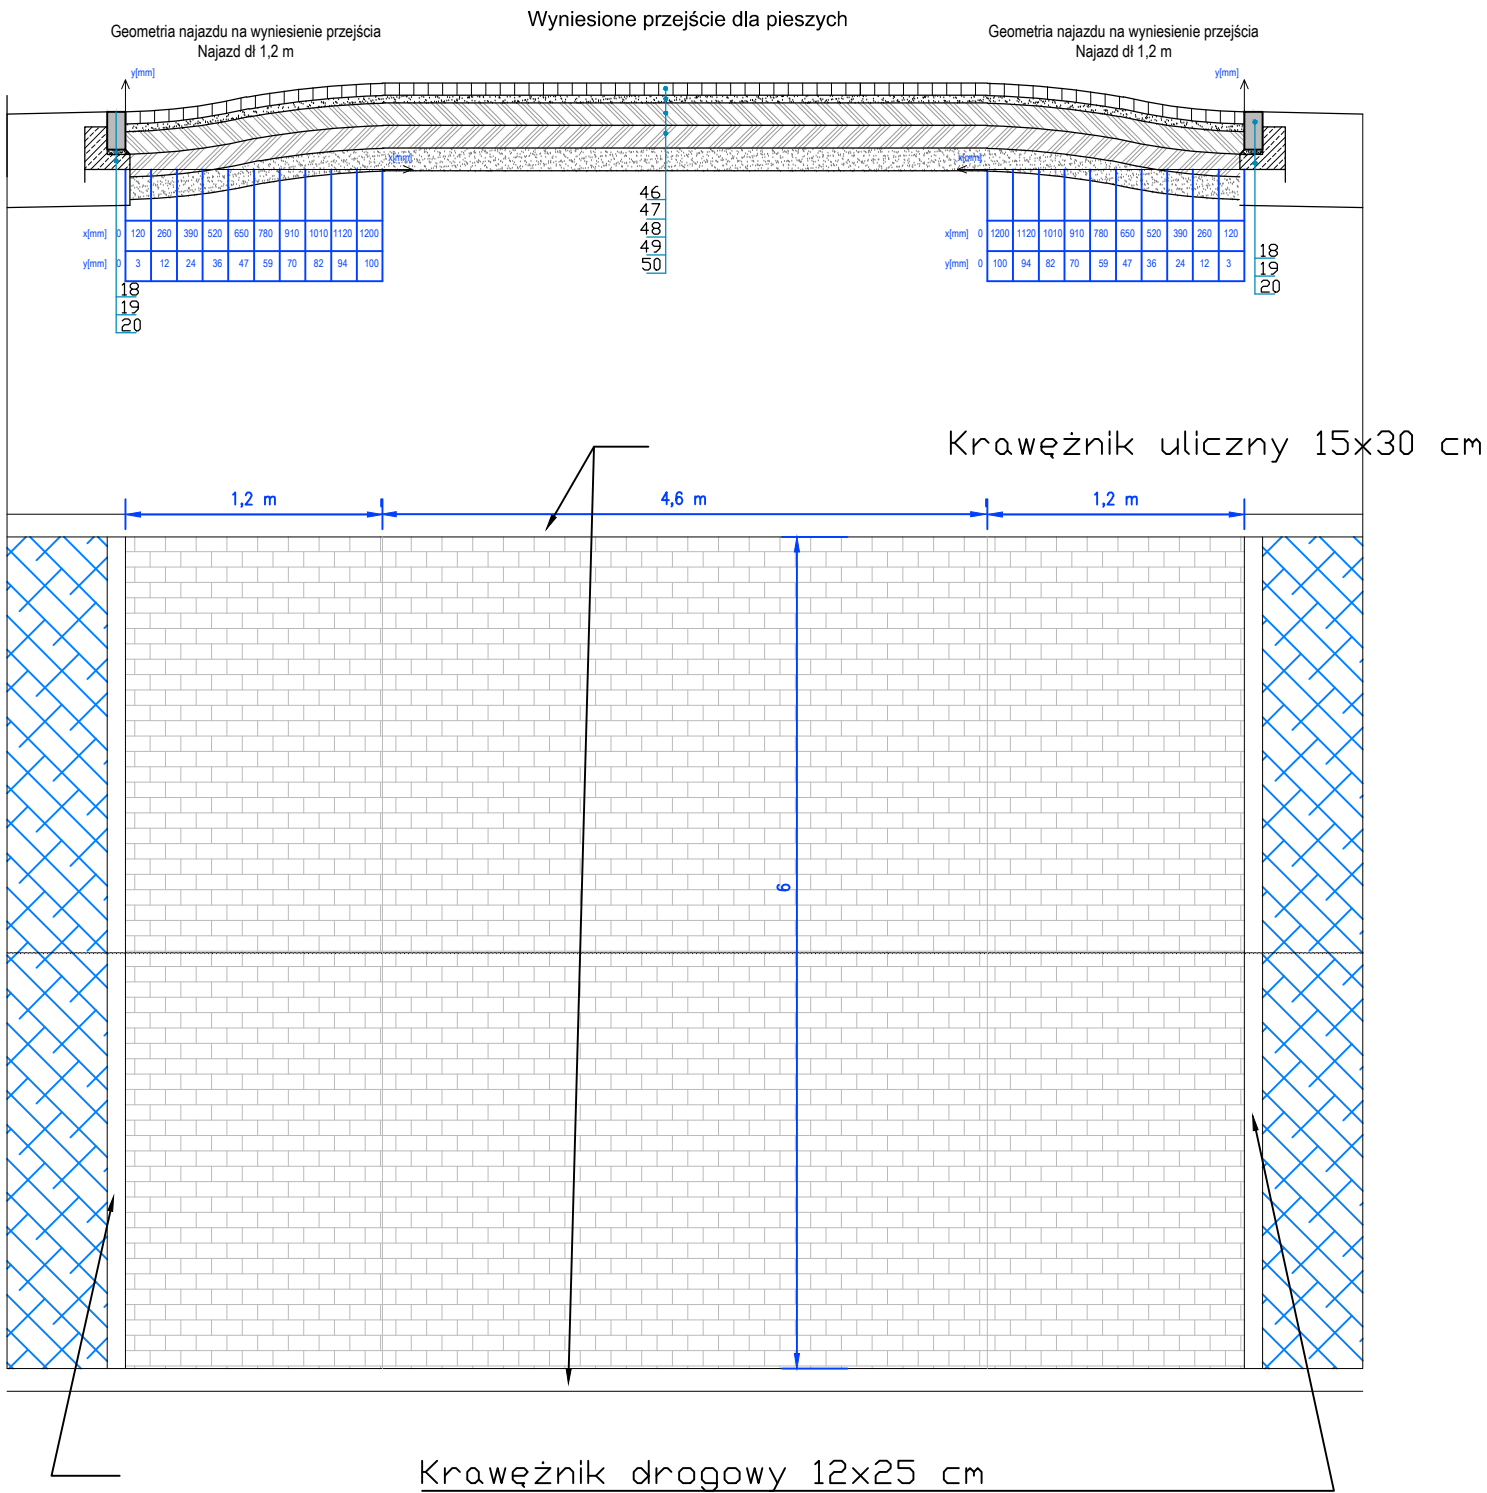 Wyniesione przejście dla pieszych
Geometria najazdu na wyniesienie przejścia
Najazd dł 1,2 m
Geometria najazdu na wyniesienie przejścia
Najazd dł 1,2 m
y[mm]
y[mm]
x[mm]
x[mm]
46
47
48
49
50
x[mm] 0 120 260 390 520 650 780 910 1010 1120 1200
y[mm] 0 3 12 24 36 47 59 70 82 94 100
x[mm] 0 1200 1120 1010 910 780 650 520 390 260 120
y[mm] 0 100 94 82 70 59 47 36 24 12 3
18
19
20
18
19
20
Krawężnik uliczny 15x30 cm
1,2 m
4,6 m
1,2 m
6
Krawężnik drogowy 12x25 cm